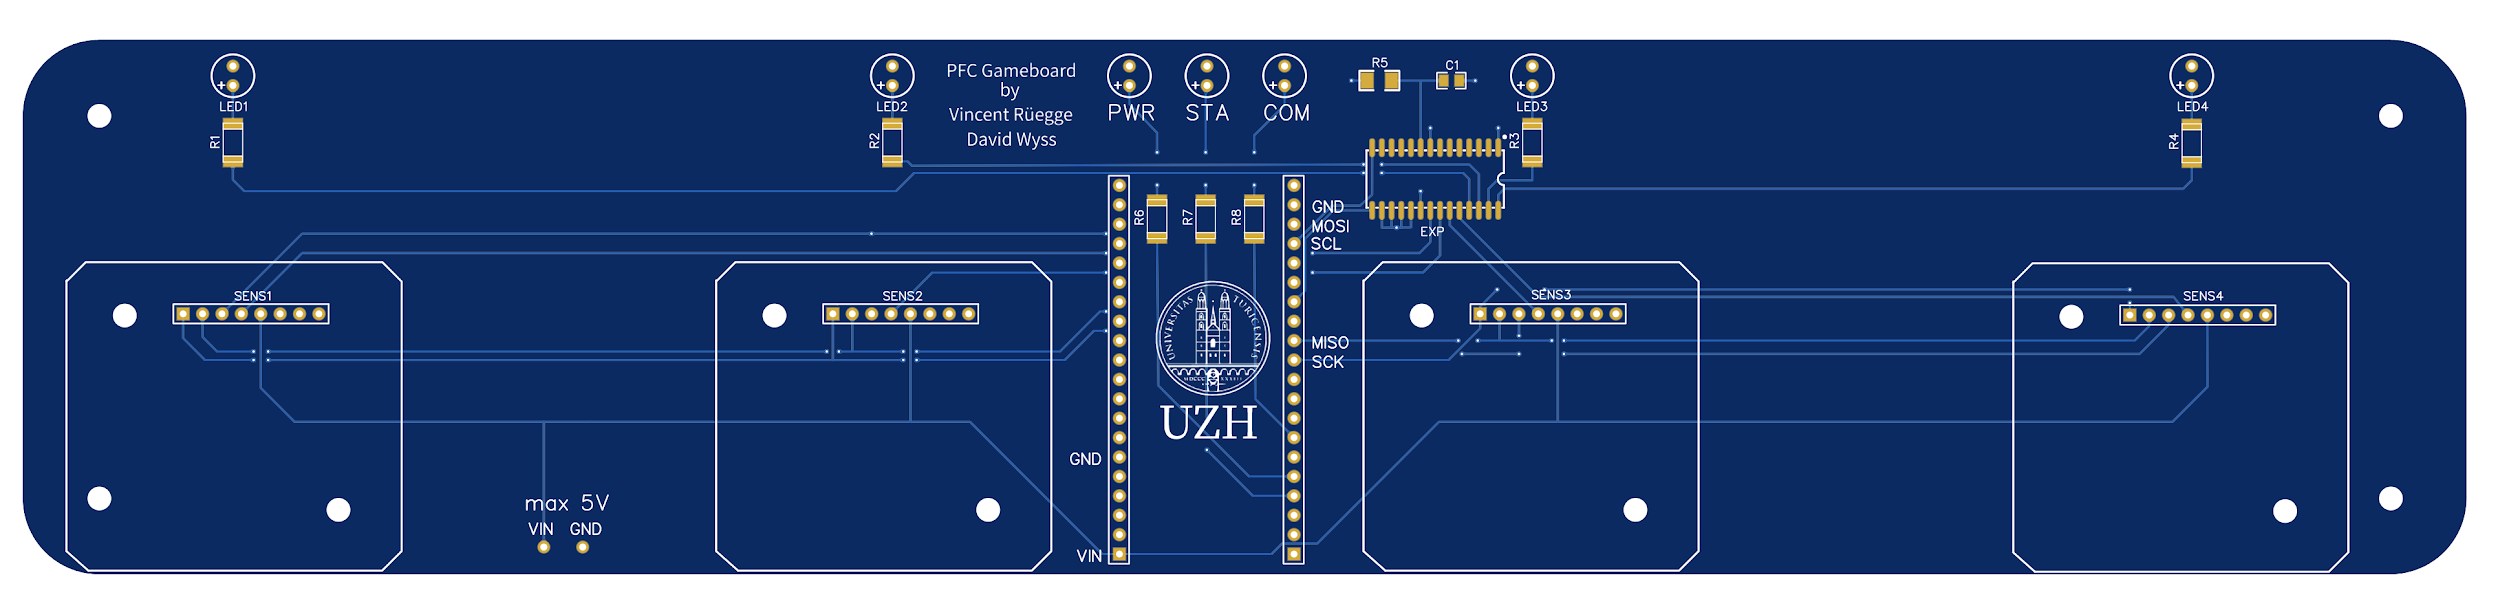 PFC Gameboard
by
Vincent Rüegge
David Wyss
LED1
LED2
PWR
STA
COM
R5
C1
LED3
LED4
R1
R2
R3
R4
R6
R7
R8
GND
MOSI
SCL
EXP
SENS1
SENS2
SENS3
SENS4
UNIVERSITAS
TURICENSIS
MISO
SCK
UZH
GND
max 5V
VIN
GND
VIN